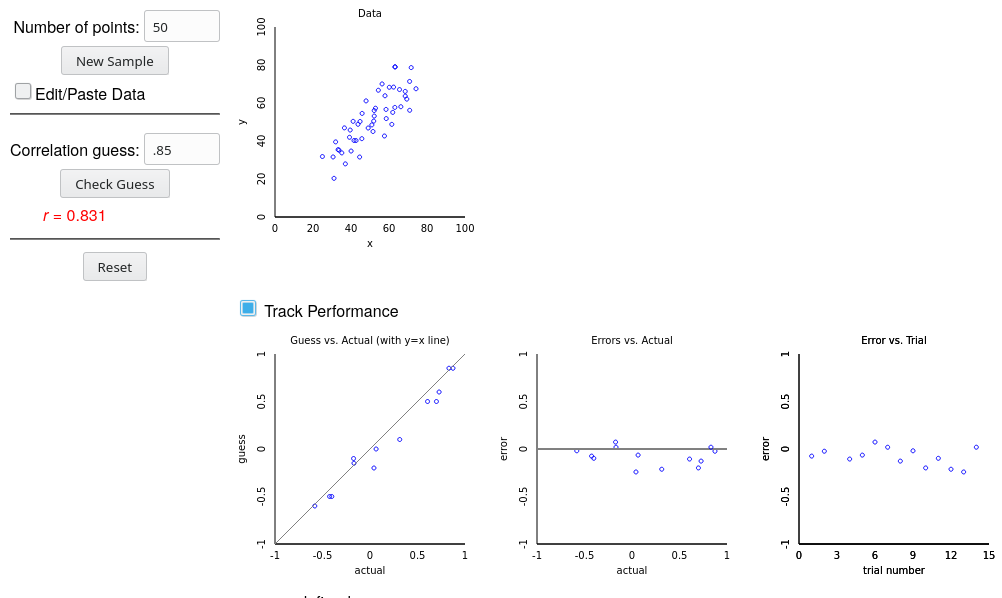 Number of points: 50
New Sample
Edit/Paste Data
Correlation guess: .85
Check Guess
r = 0.831
Reset
Data
y
0 20 40 60 80 100
0 20 40 60 80 100
x
Track Performance
Guess vs. Actual (with y=x line)
guess
-1 -0.5 0 0.5 1
-1 -0.5 0 0.5 1
actual
Errors vs. Actual
error
-1 -0.5 0 0.5 1
-1 -0.5 0 0.5 1
actual
Error vs. Trial
error
-1 -0.5 0 0.5 1
0 3 6 9 12 15
trial number